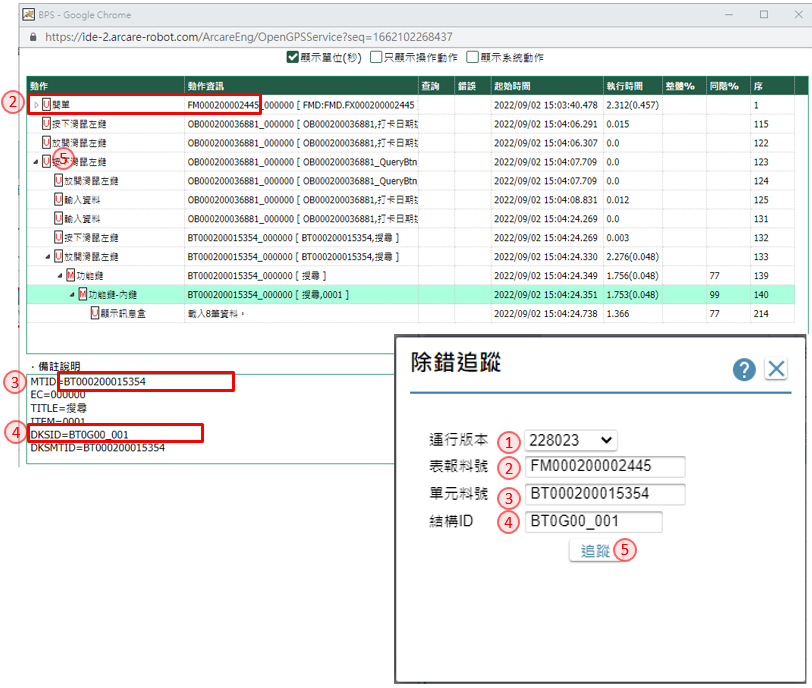 BPS - Google Chrome
https://ide-2.arcare-robot.com/ArcareEng/OpenGPSService?seq=1662102268437
顯示單位(秒) 只顯示操作動作 顯示系統動作
動作 動作資訊 查詢 錯誤 起始時間 執行時間 整體% 同階% 序
2 U 開單 FM000200002445_000000 [ FMD:FMD.FX000200002445 2022/09/02 15:03:40.478 2.312(0.457) 1
U 按下滑鼠左鍵 OB000200036881_000000 [ OB000200036881,打卡日期 2022/09/02 15:04:06.291 0.015 115
U 放開滑鼠左鍵 OB000200036881_000000 [ OB000200036881,打卡日期 2022/09/02 15:04:06.307 0.0 122
U 按下滑鼠左鍵 5 OB000200036881_000000 [ OB000200036881_QueryBtn 2022/09/02 15:04:07.709 0.0 123
U 放開滑鼠左鍵 OB000200036881_000000 [ OB000200036881_QueryBtn 2022/09/02 15:04:07.709 0.0 124
U 輸入資料 OB000200036881_000000 [ OB000200036881,打卡日期 2022/09/02 15:04:08.831 0.012 125
U 輸入資料 OB000200036881_000000 [ OB000200036881,打卡日期 2022/09/02 15:04:24.269 0.0 131
U 按下滑鼠左鍵 BT000200015354_000000 [ BT000200015354,搜尋 ] 2022/09/02 15:04:24.269 0.003 132
U 放開滑鼠左鍵 BT000200015354_000000 [ BT000200015354,搜尋 ] 2022/09/02 15:04:24.330 2.276(0.048) 133
M 功能鍵 BT000200015354_000000 [ 搜尋 ] 2022/09/02 15:04:24.349 1.756(0.048) 77 139
M 功能鍵-內鍵 BT000200015354_000000 [ 搜尋,0001 ] 2022/09/02 15:04:24.351 1.753(0.048) 99 140
U 顯示訊息盒 載入8筆資料。 2022/09/02 15:04:24.738 1.366 77 214
・備註說明
3 MTID=BT000200015354
EC=000000
TITLE=搜尋
ITEM=0001
4 DKSID=BT0G00_001
DKSMTID=BT000200015354
除錯追蹤 ?
運行版本 1 228023
表報料號 2 FM000200002445
單元料號 3 BT000200015354
結構ID 4 BT0G00_001
追蹤 5